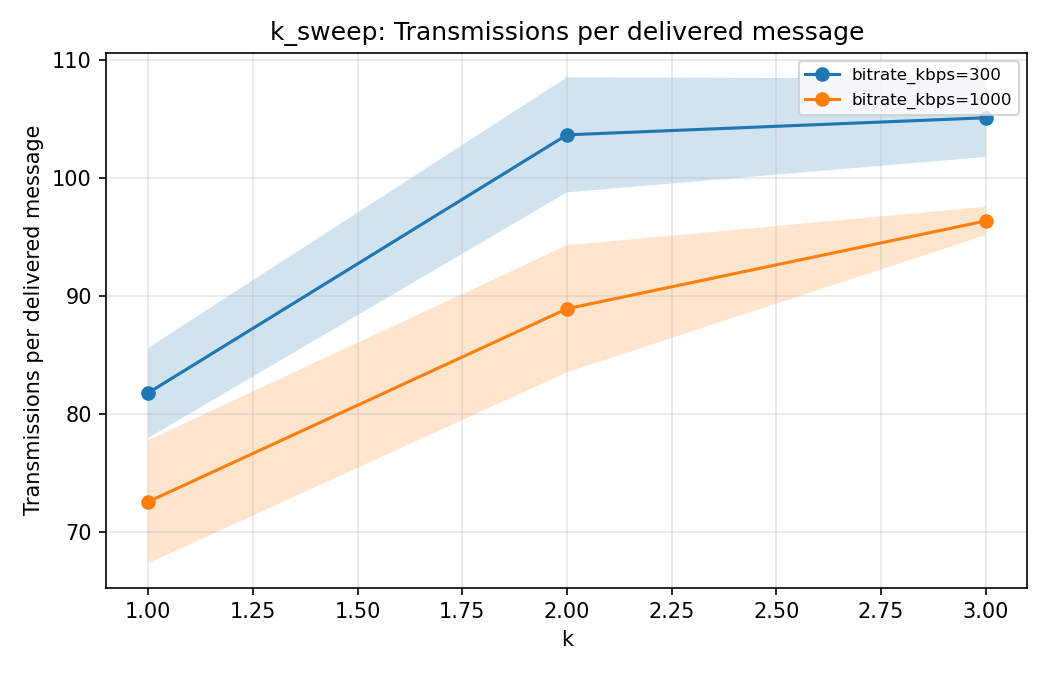 k_sweep: Transmissions per delivered message
bitrate_kbps=300
bitrate_kbps=1000
Transmissions per delivered message
110
100
90
80
70
1.00 1.25 1.50 1.75 2.00 2.25 2.50 2.75 3.00
k